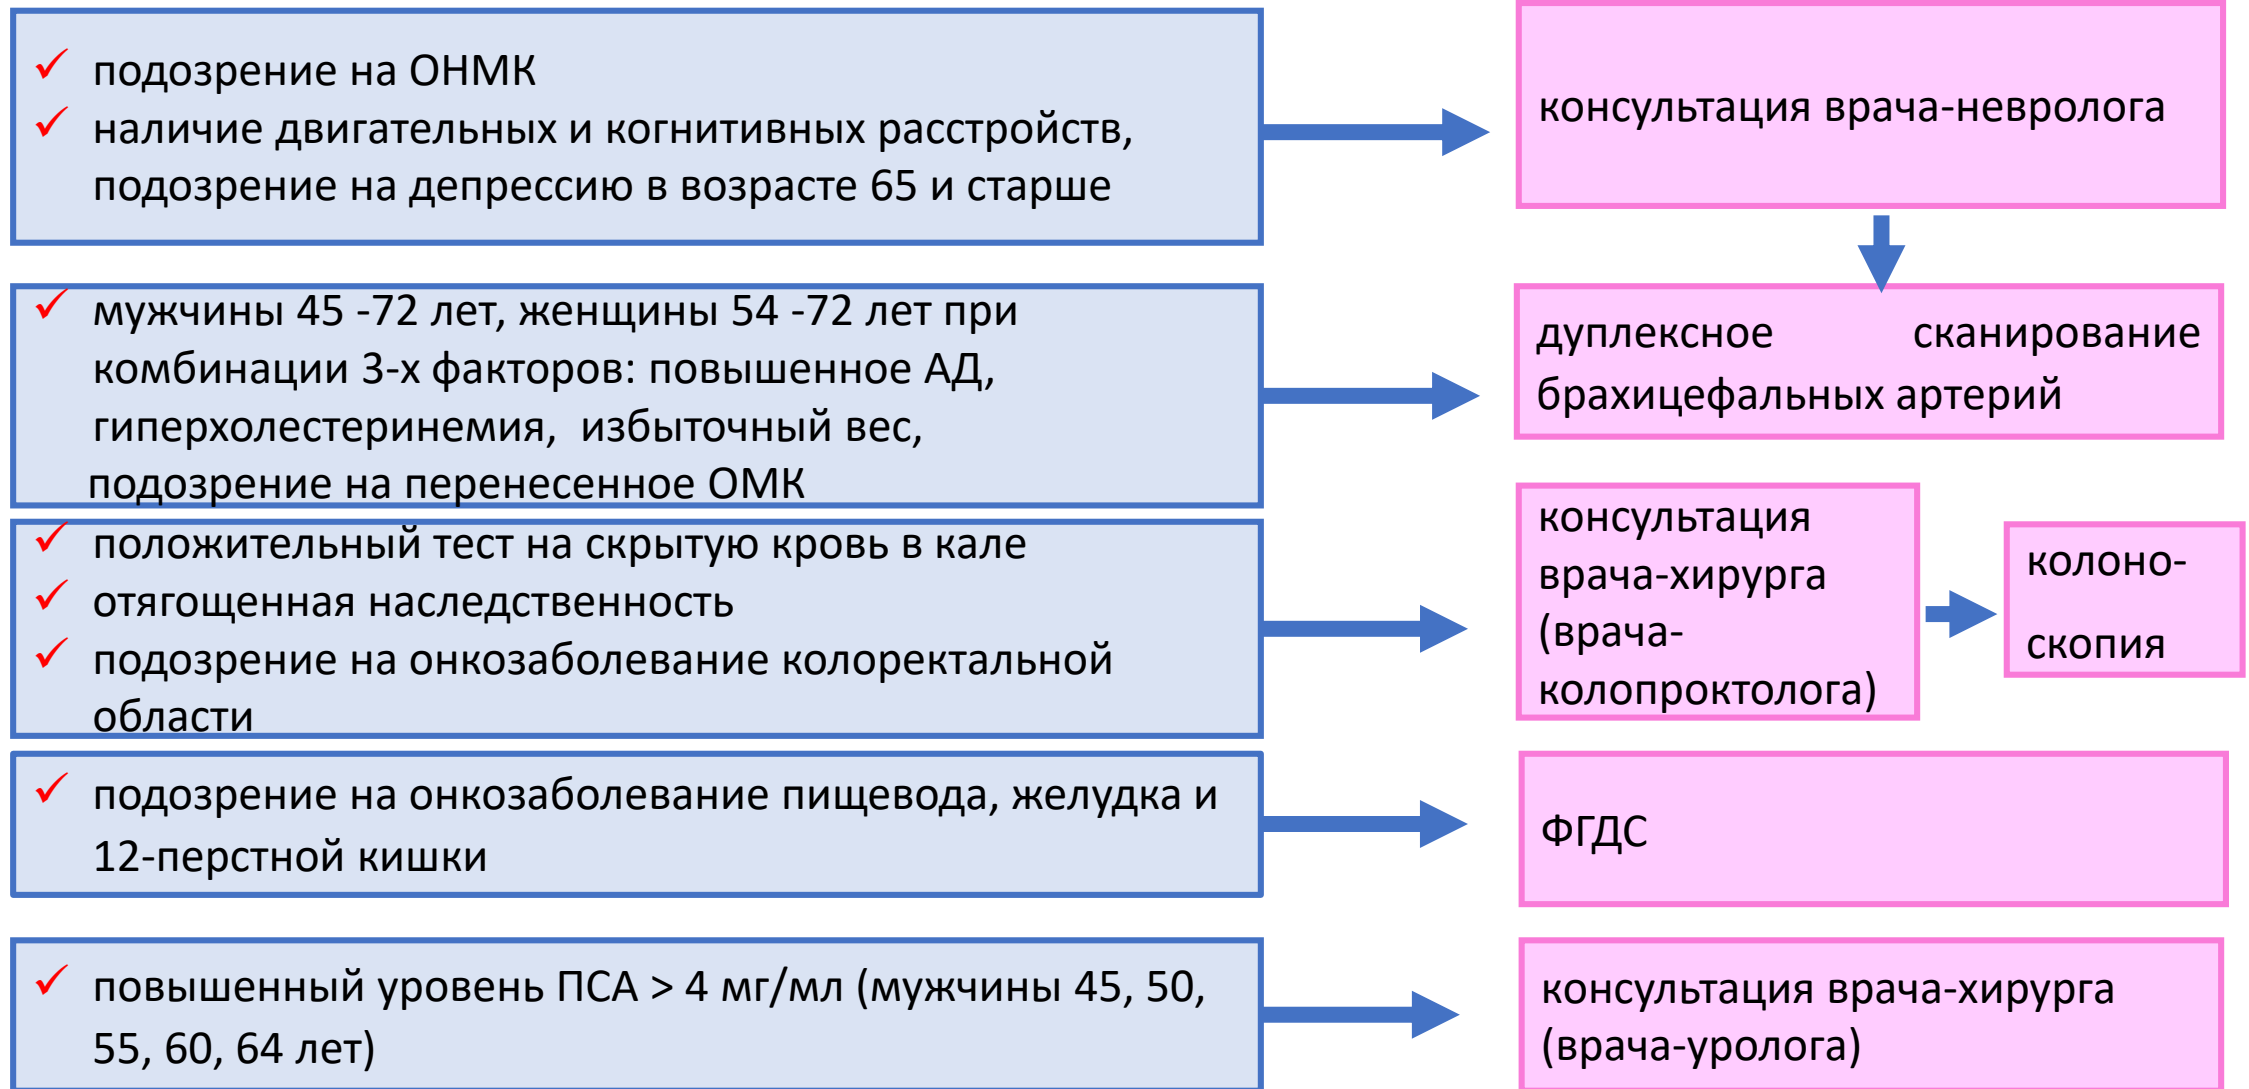 подозрение на ОНМК
наличие двигательных и когнитивных расстройств,
подозрение на депрессию в возрасте 65 и старше
консультация врача-невролога
мужчины 45 -72 лет, женщины 54 -72 лет при
комбинации 3-х факторов: повышенное АД,
гиперхолестеринемия, избыточный вес,
подозрение на перенесенное ОМК
дуплексное сканирование
брахицефальных артерий
положительный тест на скрытую кровь в кале
отягощенная наследственность
подозрение на онкозаболевание колоректальной
области
консультация
врача-хирурга
(врача-
колопроктолога)
колоно-
скопия
подозрение на онкозаболевание пищевода, желудка и
12-перстной кишки
ФГДС
повышенный уровень ПСА > 4 мг/мл (мужчины 45, 50,
55, 60, 64 лет)
консультация врача-хирурга
(врача-уролога)